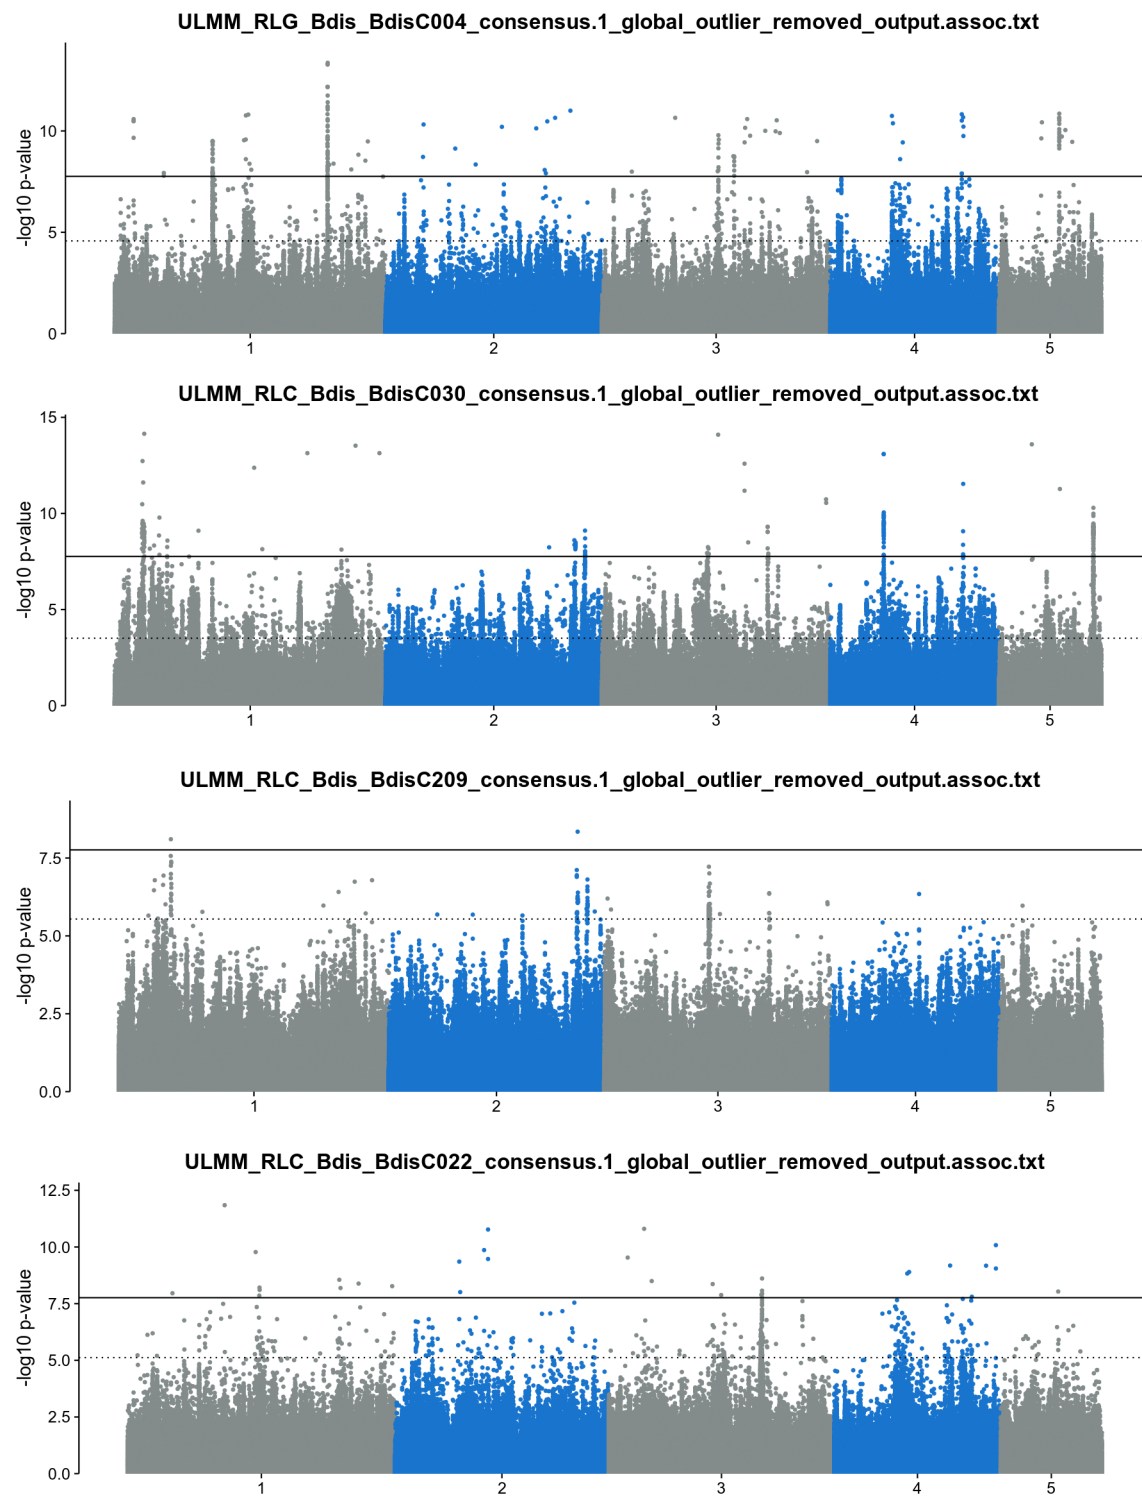 ULMM_RLG_Bdis_BdisC004_consensus.1_global_outlier_removed_output.assoc.txt
-log10 p-value
10
5
0
1 2 3 4 5
ULMM_RLC_Bdis_BdisC030_consensus.1_global_outlier_removed_output.assoc.txt
-log10 p-value
15
10
5
0
1 2 3 4 5
ULMM_RLC_Bdis_BdisC209_consensus.1_global_outlier_removed_output.assoc.txt
-log10 p-value
7.5
5.0
2.5
0.0
1 2 3 4 5
ULMM_RLC_Bdis_BdisC022_consensus.1_global_outlier_removed_output.assoc.txt
-log10 p-value
12.5
10.0
7.5
5.0
2.5
0.0
1 2 3 4 5